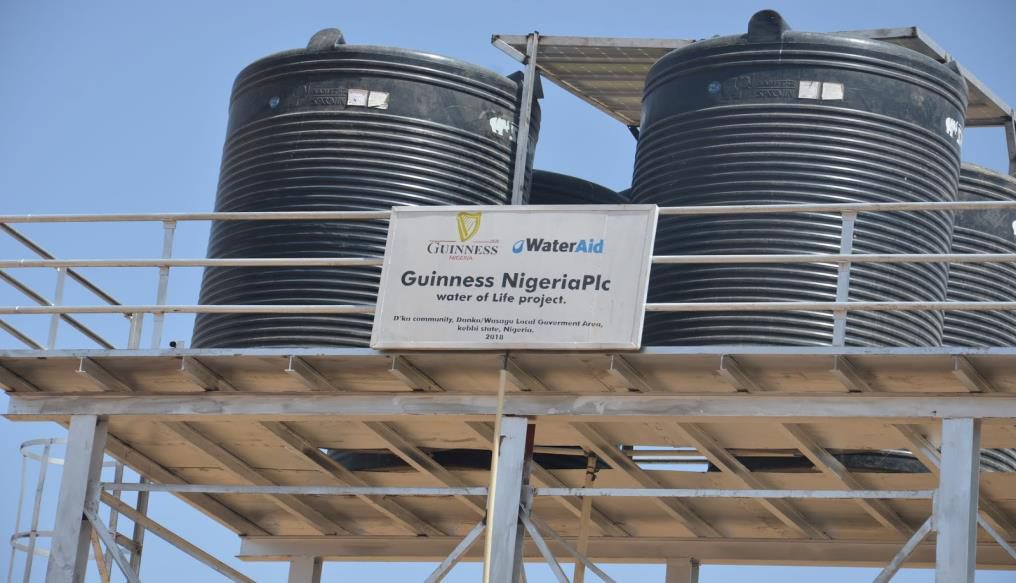 GUINNESS
NIGERIA
WaterAid
Guinness NigeriaPlc
water of Life project.
D'ka community, Danko/Wasagu Local Goverment Area,
kebbi state, Nigeria.
2018